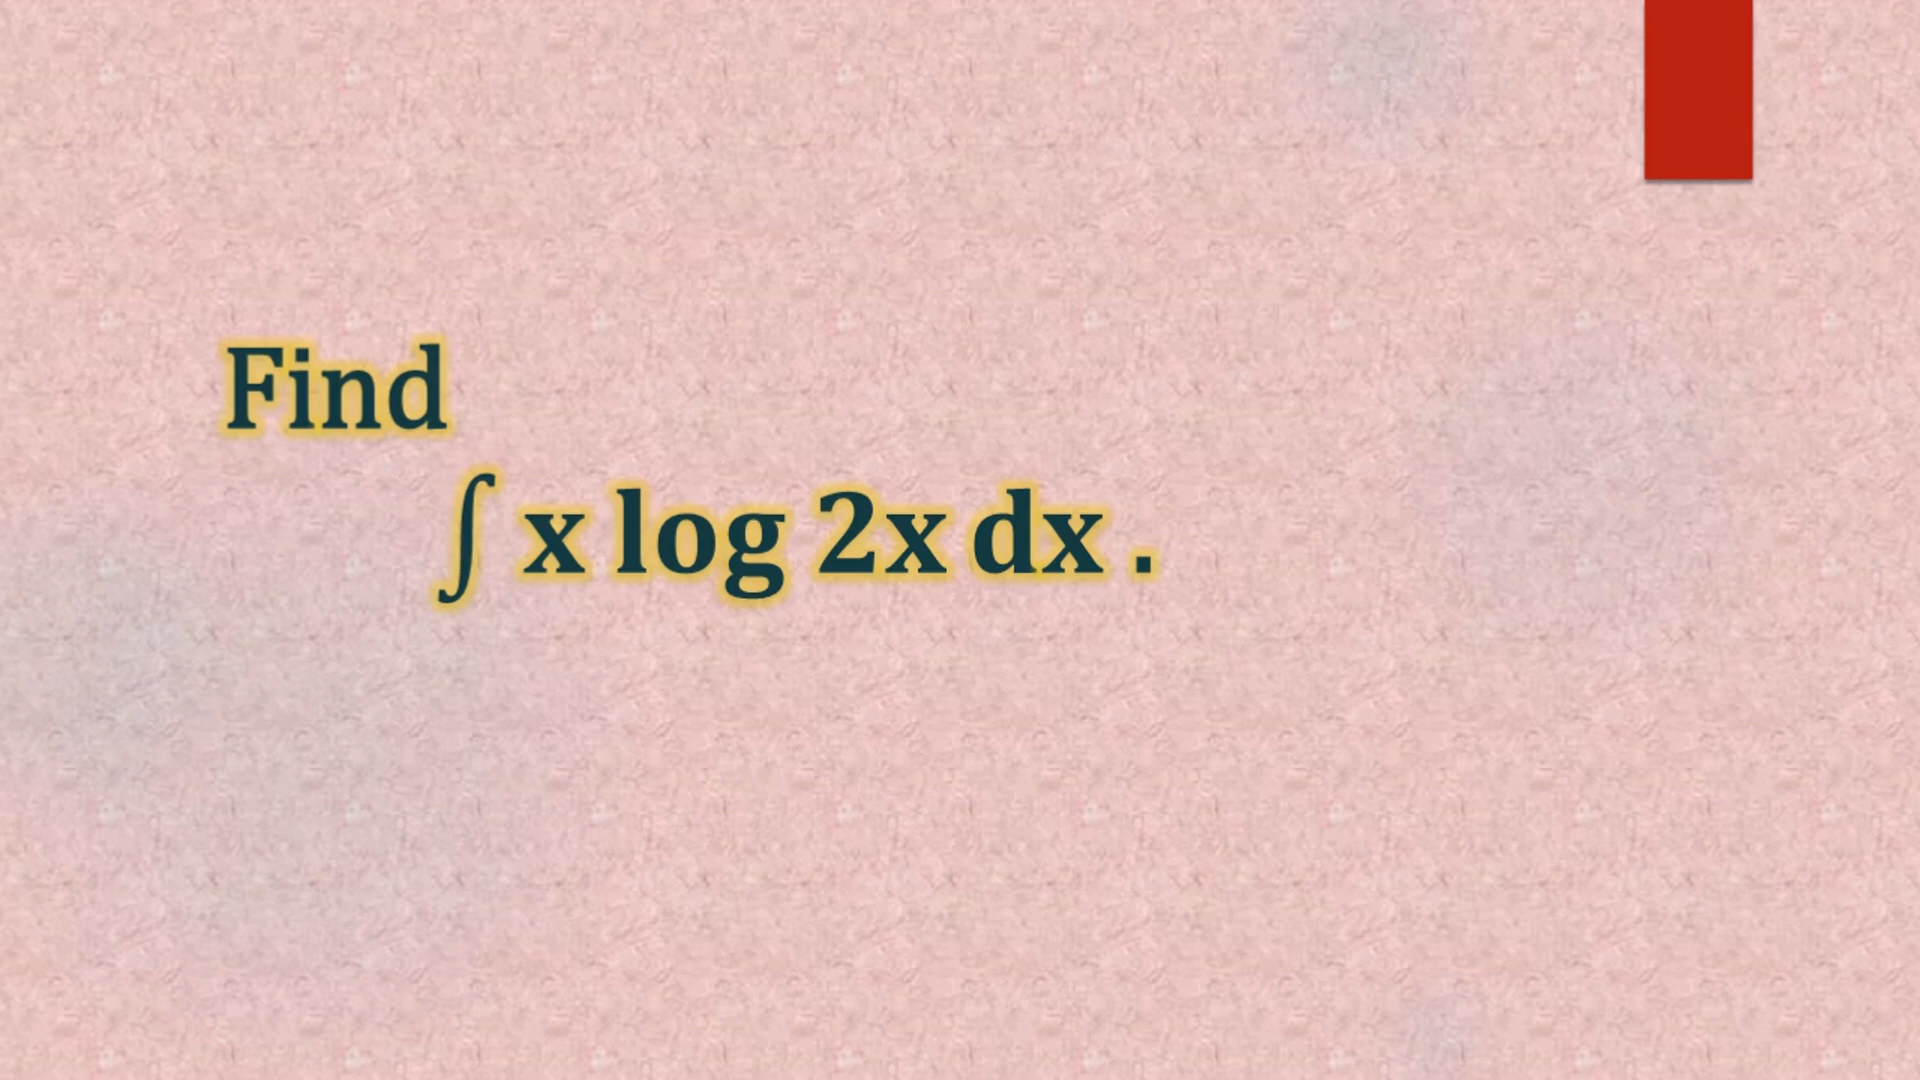 Find
∫ x log 2x dx .